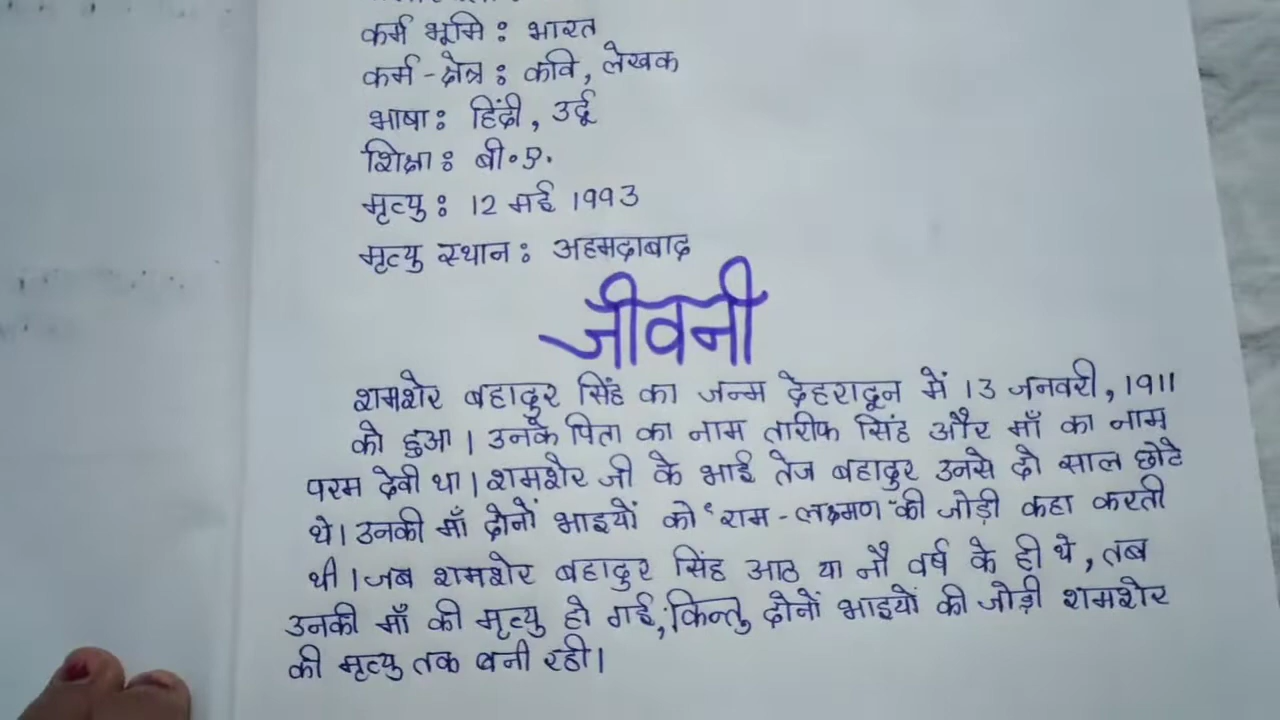 कर्म भूमि : भारत
कर्म - क्षेत्र : कवि, लेखक
भाषा : हिंदी, उर्दू
शिक्षा : बी॰ए.
मृत्यु : 12 मई 1993
मृत्यु स्थान : अहमदाबाद
जीवनी
शमशेर बहादुर सिंह का जन्म देहरादून में 13 जनवरी, 1911
को हुआ। उनके पिता का नाम तारीफ सिंह और माँ का नाम
परम देवी था। शमशेर जी के भाई तेज बहादुर उनसे दो साल छोटे
थे। उनकी माँ दोनों भाइयों को "राम - लक्ष्मण" की जोड़ी कहा करती
थी। जब शमशेर बहादुर सिंह आठ या नौ वर्ष के ही थे, तब
उनकी माँ की मृत्यु हो गई, किन्तु दोनों भाइयों की जोड़ी शमशेर
की मृत्यु तक बनी रही।